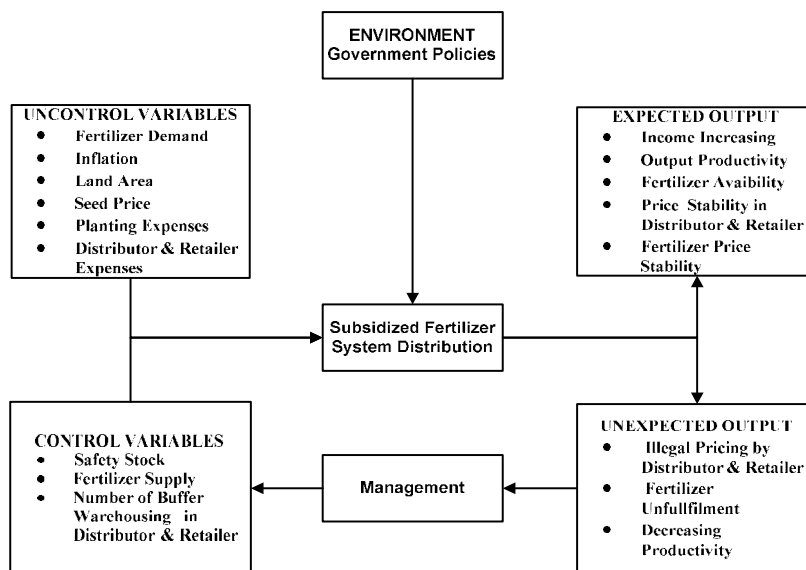 ENVIRONMENT
Government Policies
UNCONTROL VARIABLES
● Fertilizer Demand
● Inflation
● Land Area
● Seed Price
● Planting Expenses
● Distributor & Retailer
Expenses
EXPECTED OUTPUT
● Income Increasing
● Output Productivity
● Fertilizer Avaibility
● Price Stability in
Distributor & Retailer
● Fertilizer Price
Stability
Subsidized Fertilizer
System Distribution
CONTROL VARIABLES
● Safety Stock
● Fertilizer Supply
● Number of Buffer
Warehousing in
Distributor & Retailer
Management
UNEXPECTED OUTPUT
● Illegal Pricing by
Distributor & Retailer
● Fertilizer
Unfullfilment
● Decreasing
Productivity